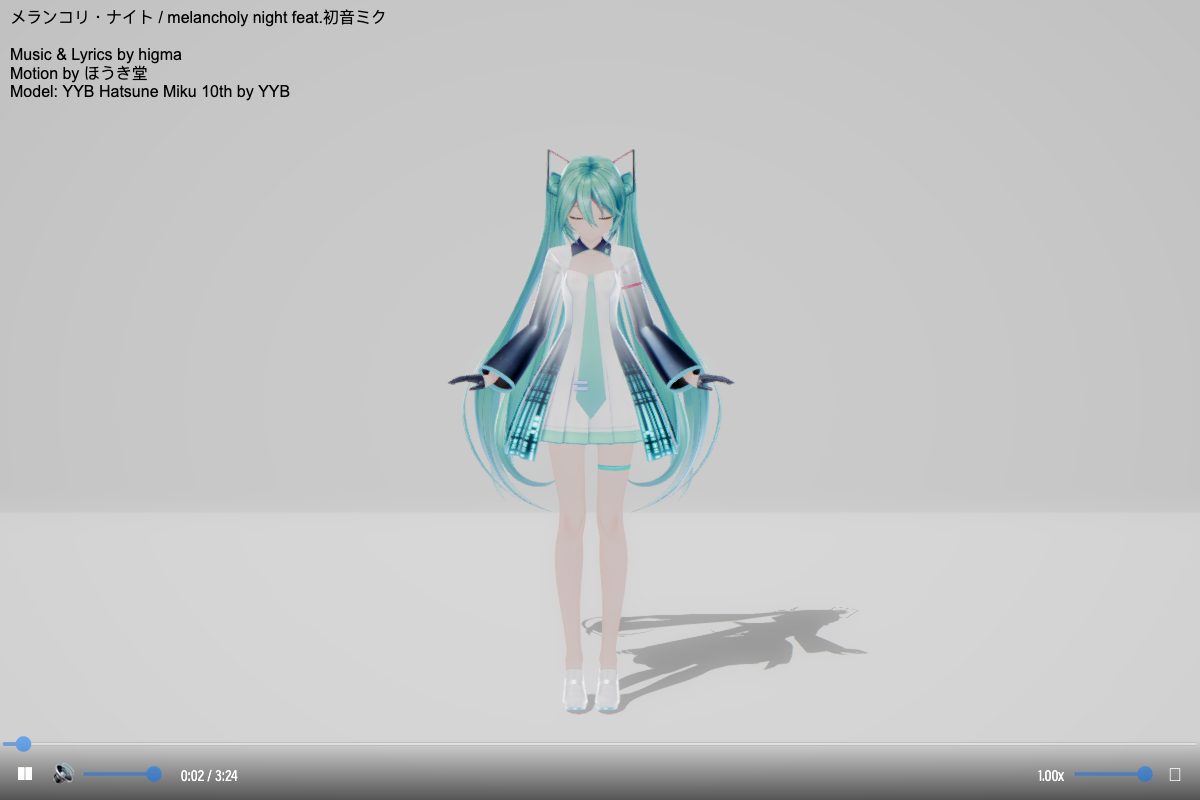 メランコリ・ナイト / melancholy night feat.初音ミク
Music & Lyrics by higma
Motion by ほうき堂
Model: YYB Hatsune Miku 10th by YYB
0:02 / 3:24
1.00x